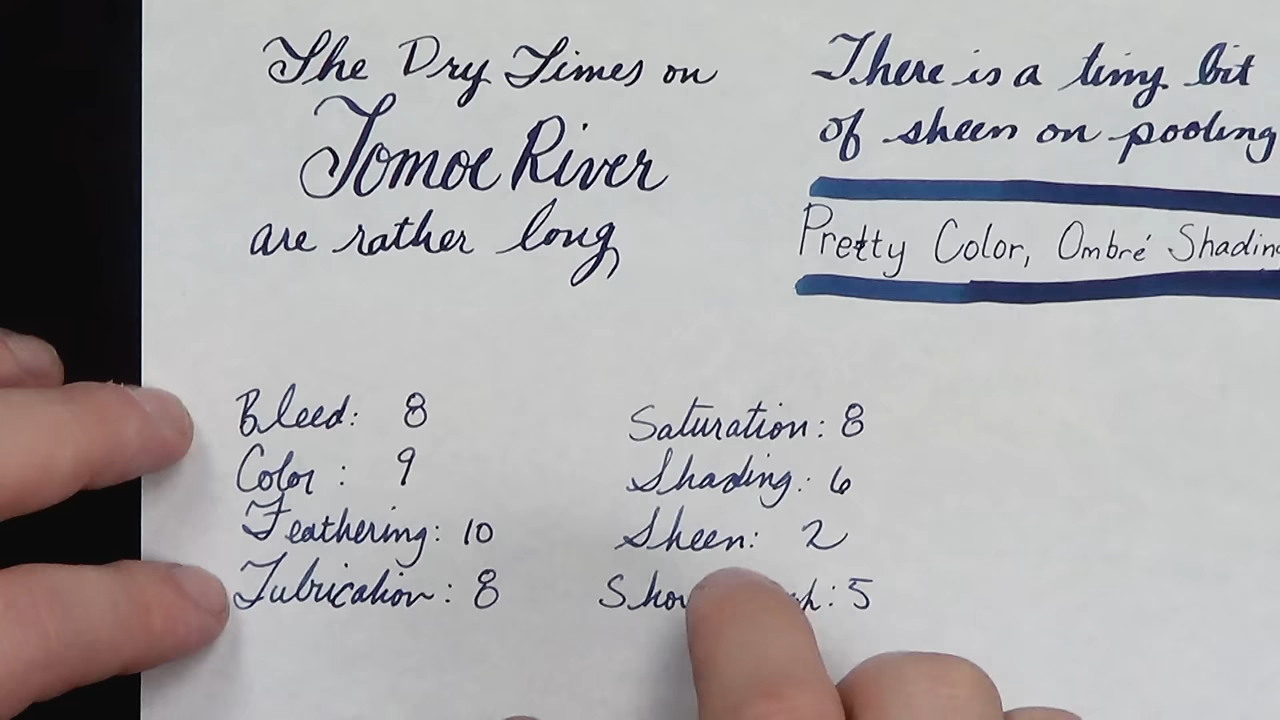 The Dry Times on
Tomoe River
are rather long
There is a tiny bit
of sheen on pooling
Pretty Color, Ombré
Bleed: 8
Color: 9
Feathering: 10
Lubrication: 8
Saturation: 8
Shading: 6
Sheen: 2
: 5